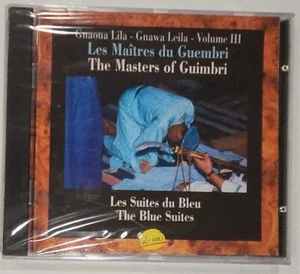 Gnaoua Lila - Gnawa Leila - Volume III
Les Maîtres du Guembri
The Masters of Guimbri
Les Suites du Bleu
The Blue Suites